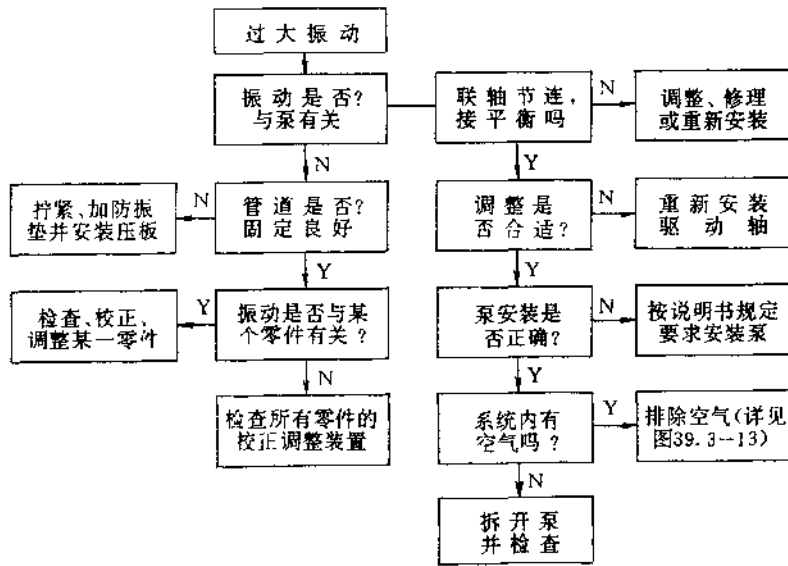 过大振动
振动是否?
与泵有关
联轴节连,
接平衡吗
N
调整、修理
或重新安装
N
Y
拧紧、加防振
垫并安装压板
N
管道是否?
固定良好
调整是
否合适?
N
重新安装
驱动轴
Y
Y
检查、校正、
调整某一零件
Y
振动是否与某
个零件有关?
泵安装是
否正确?
N
按说明书规定
要求安装泵
N
Y
检查所有零件的
校正调整装置
系统内有
空气吗?
Y
排除空气(详见
图39.3-13)
N
拆开泵
并检查